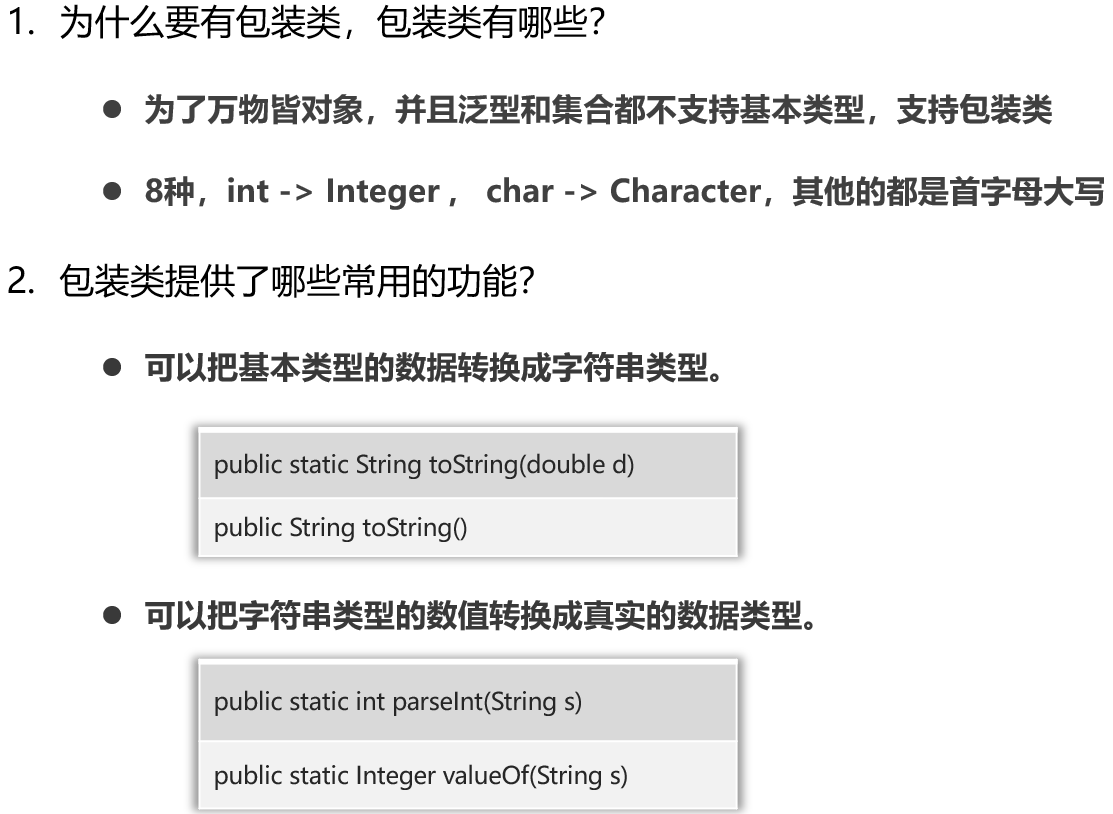 1. 为什么要有包装类，包装类有哪些？
● 为了万物皆对象，并且泛型和集合都不支持基本类型，支持包装类
● 8种，int -> Integer ， char -> Character，其他的都是首字母大写
2. 包装类提供了哪些常用的功能？
● 可以把基本类型的数据转换成字符串类型。
public static String toString(double d)
public String toString()
● 可以把字符串类型的数值转换成真实的数据类型。
public static int parseInt(String s)
public static Integer valueOf(String s)